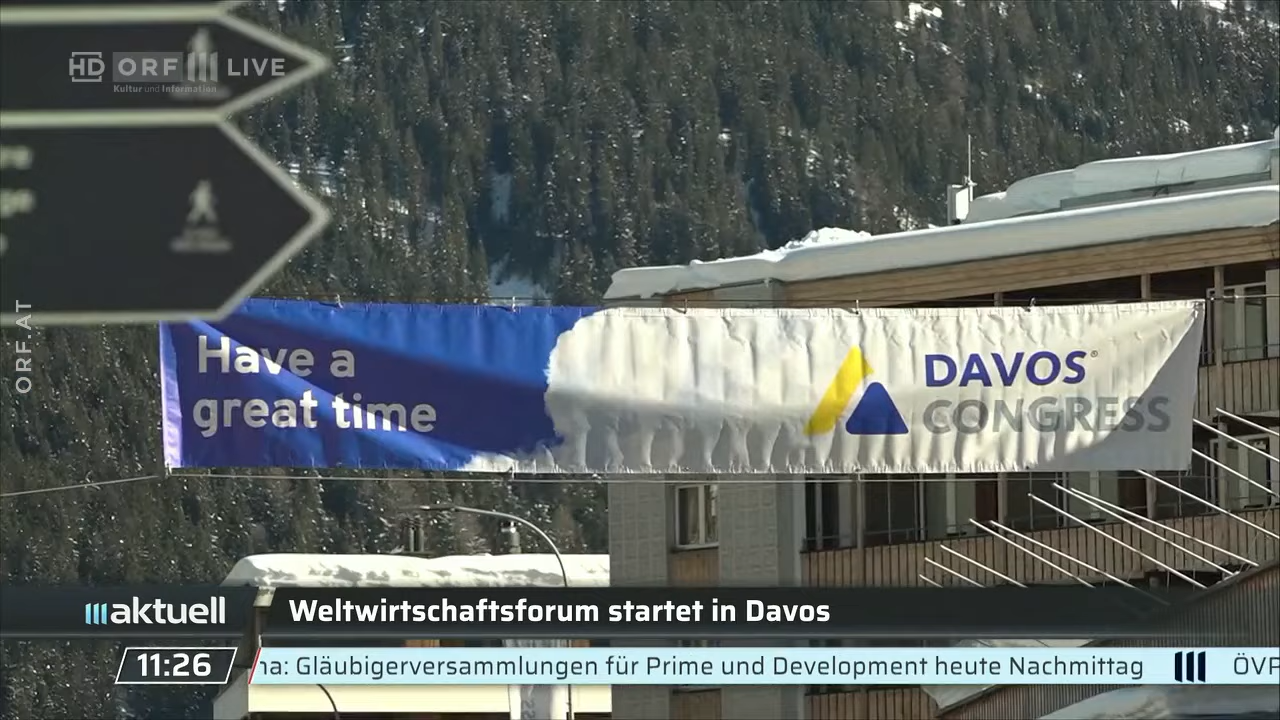 HD ORF III LIVE
Kultur und Information
ORF.AT
Have a
great time
DAVOS®
CONGRESS
aktuell
Weltwirtschaftsforum startet in Davos
11:26
na: Gläubigerversammlungen für Prime und Development heute Nachmittag